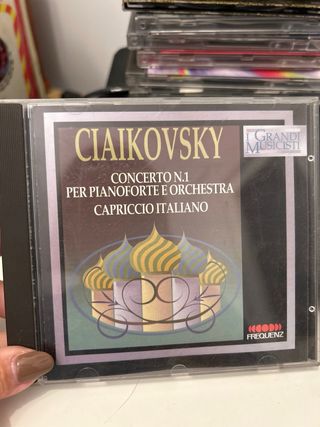 CIAIKOVSKY
I GRANDI
MUSICISTI
CONCERTO N.1
PER PIANOFORTE E ORCHESTRA
CAPRICCIO ITALIANO
FREQUENZ